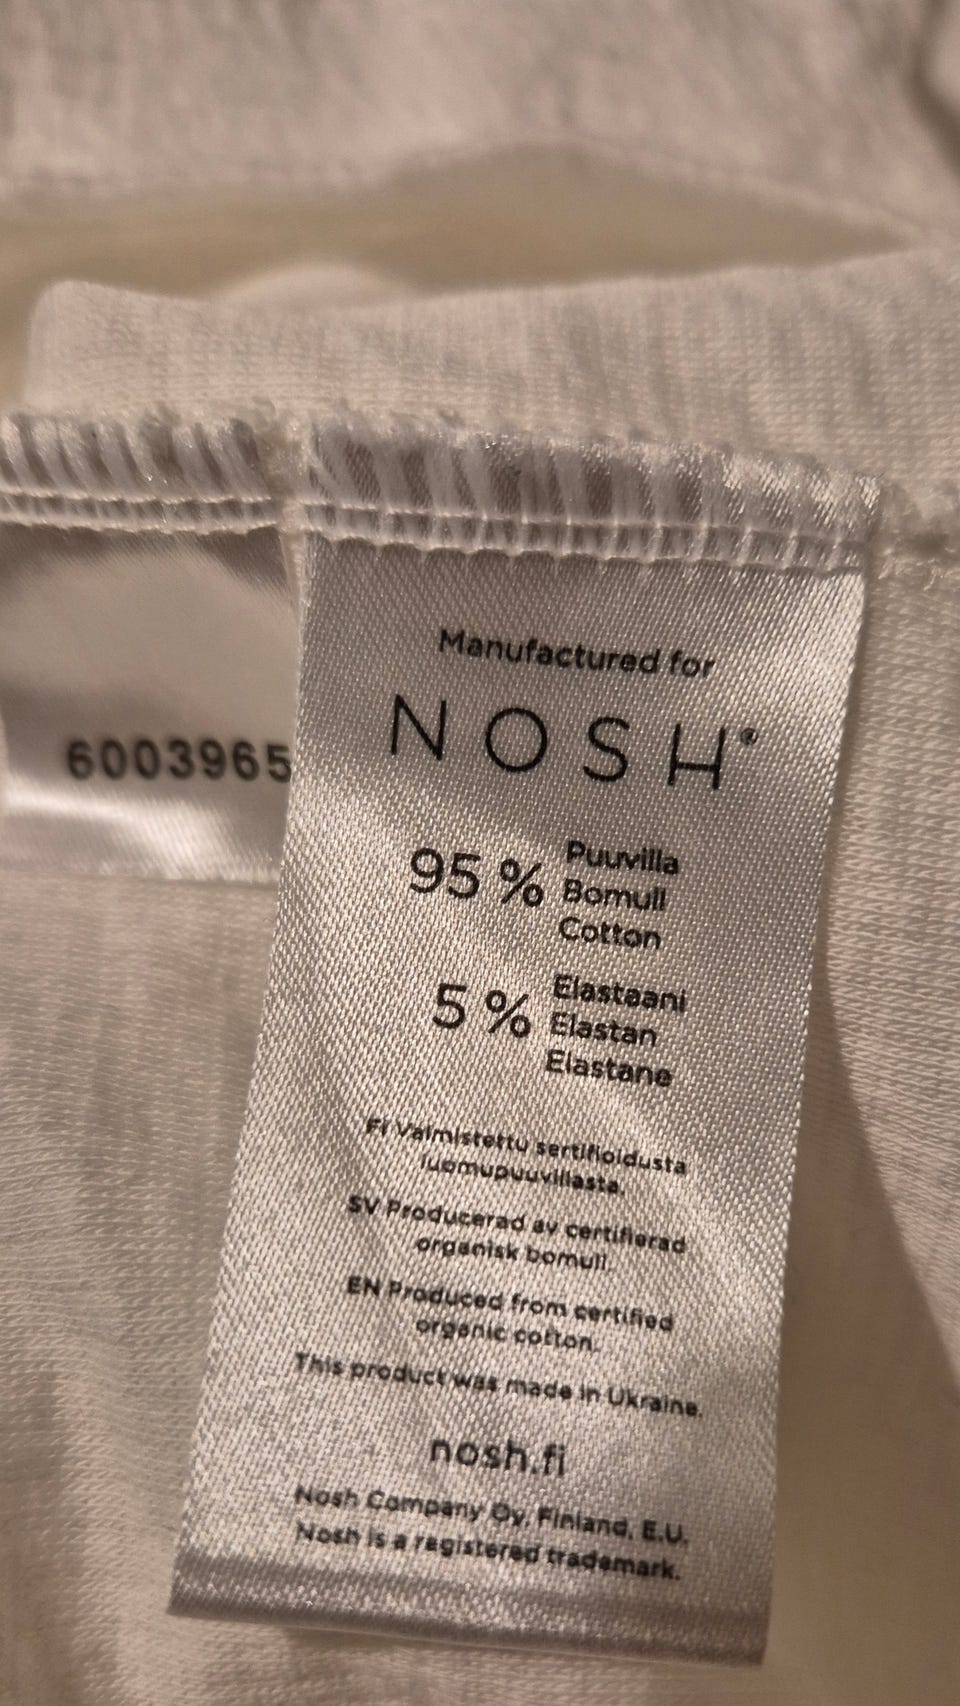 Manufactured for
NOSH®
95 % Puuvilla
Bomull
Cotton
5 % Elastaani
Elastan
Elastane
FI Valmistettu sertifioidusta
luomupuuvillasta.
SV Producerad av certifierad
organisk bomull.
EN Produced from certified
organic cotton.
This product was made in Ukraine.
nosh.fi
Nosh Company Oy, Finland, E.U.
Nosh is a registered trademark.
6003965